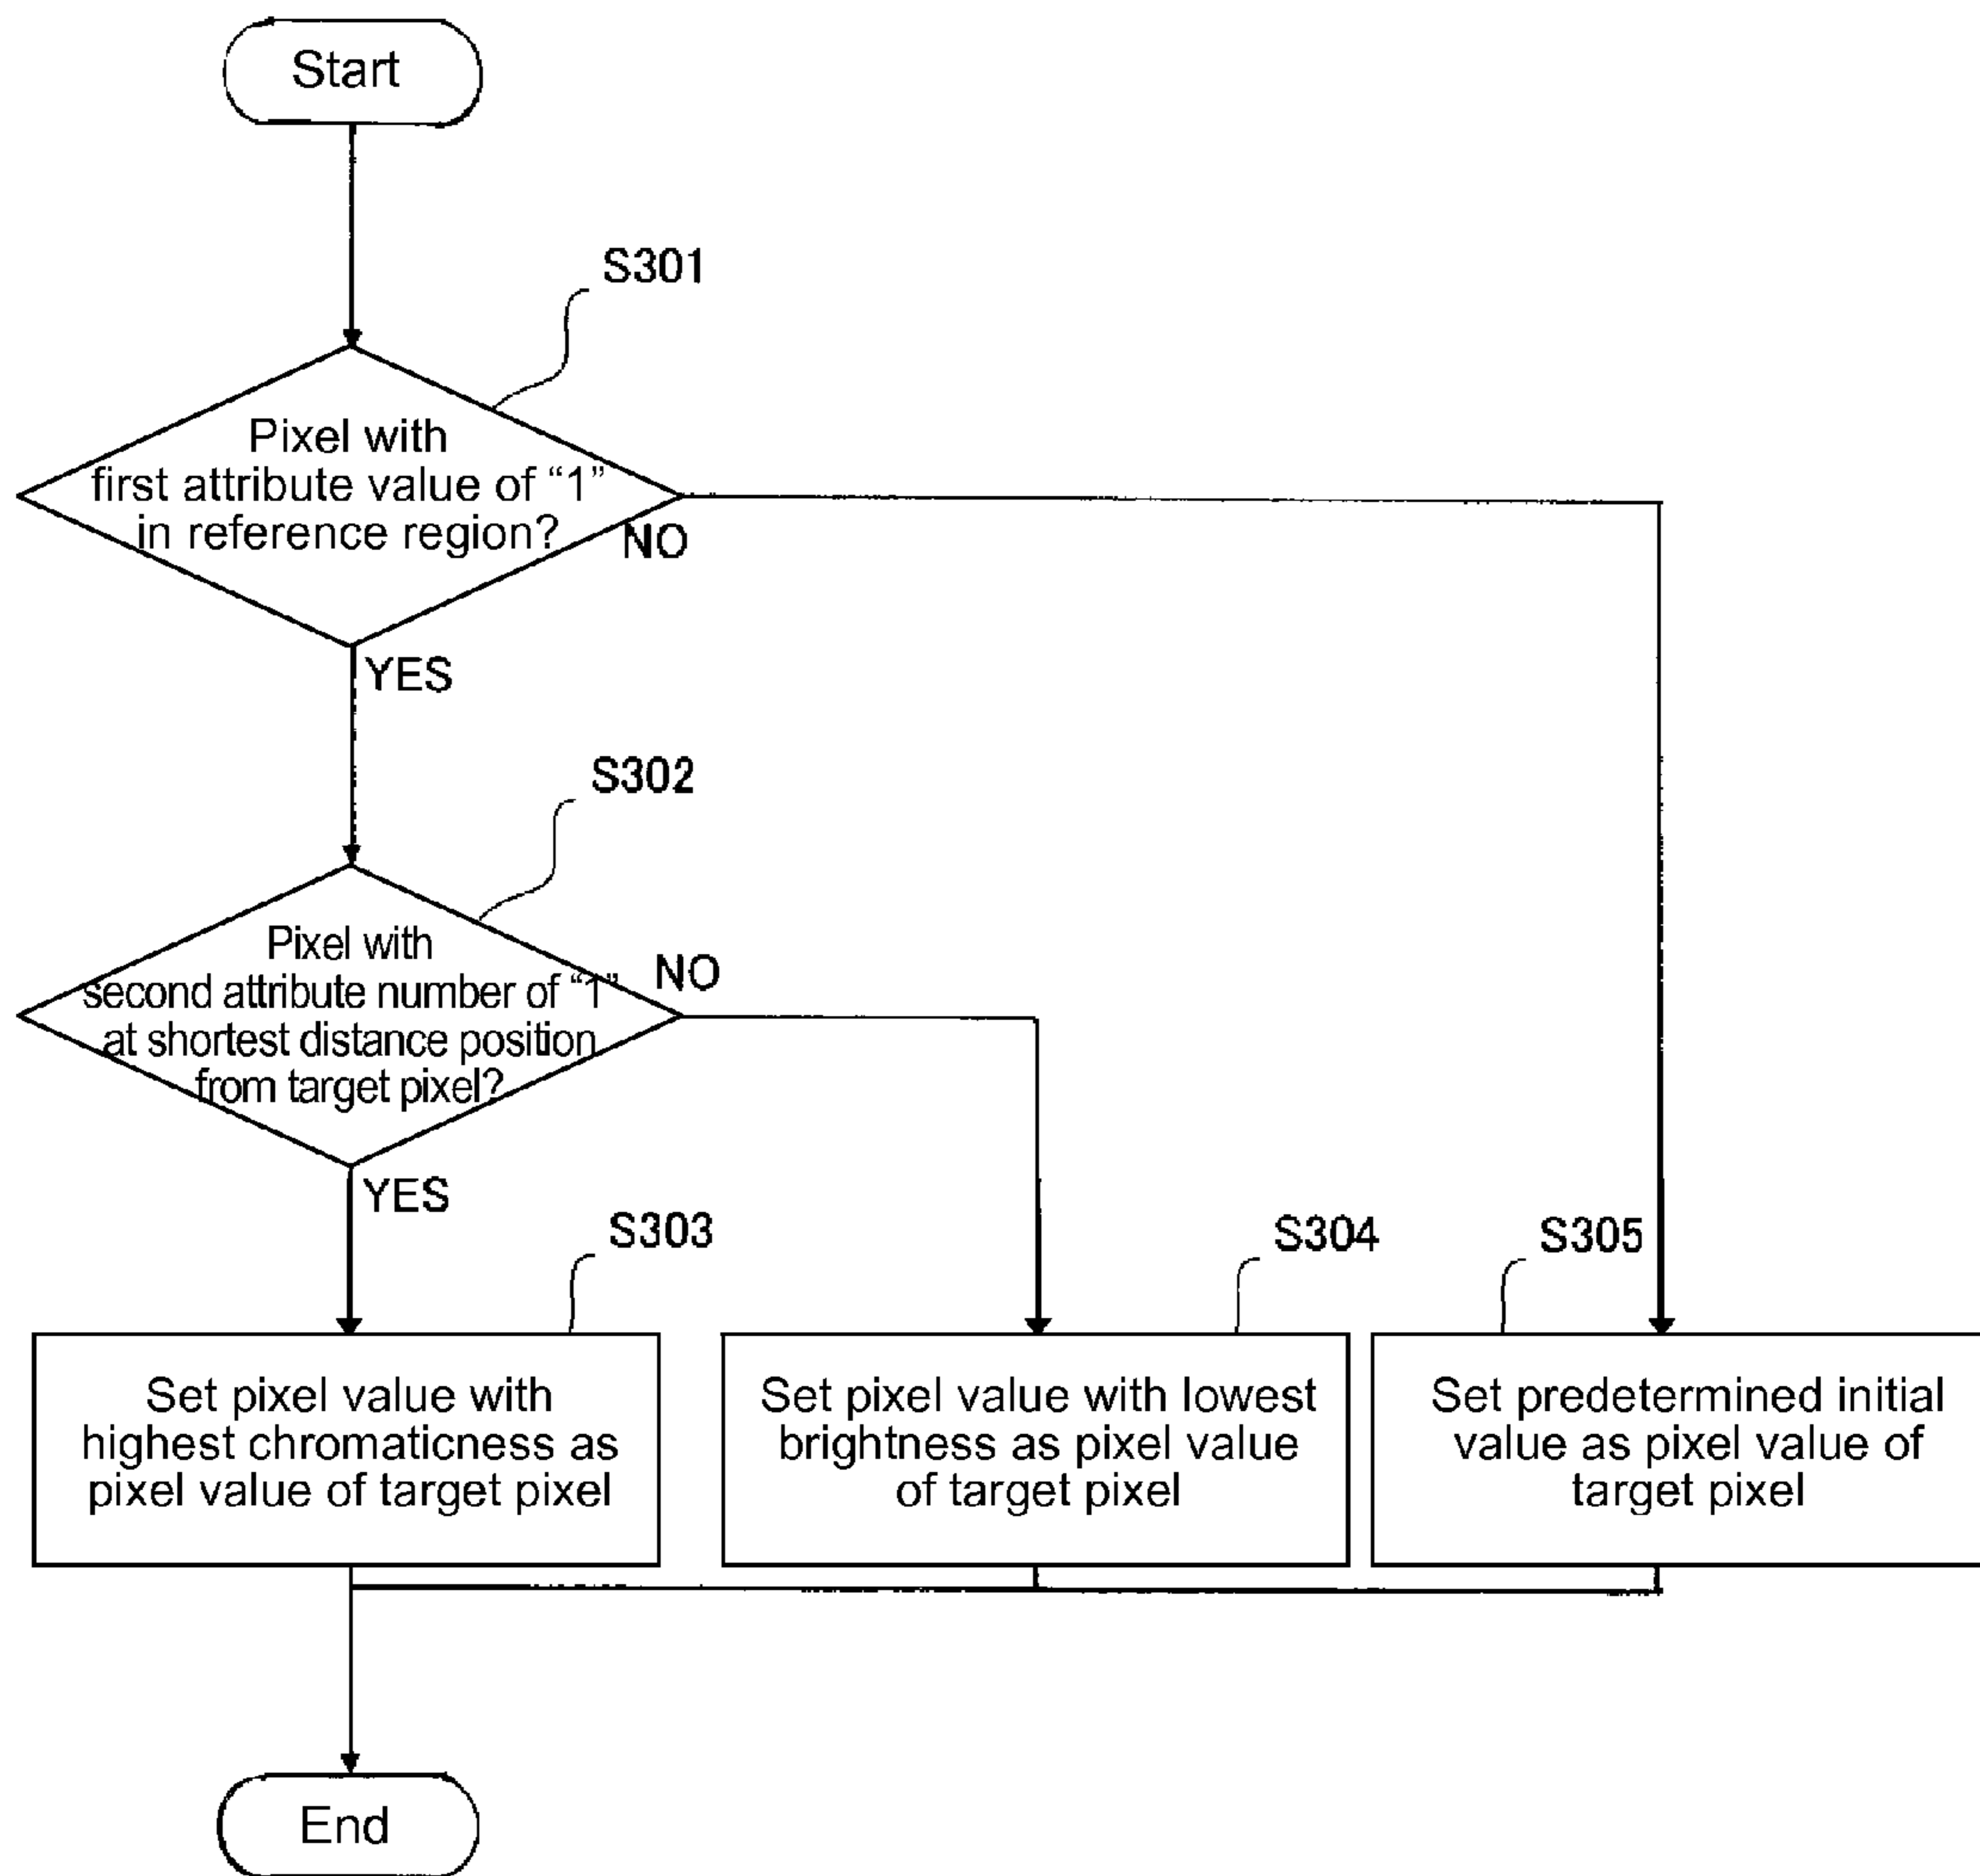 Start
S301
Pixel with
first attribute value of “1”
in reference region?
NO
YES
S302
Pixel with
second attribute number of “1”
at shortest distance position
from target pixel?
NO
YES
S303
Set pixel value with
highest chromaticness as
pixel value of target pixel
S304
Set pixel value with lowest
brightness as pixel value
of target pixel
S305
Set predetermined initial
value as pixel value of
target pixel
End